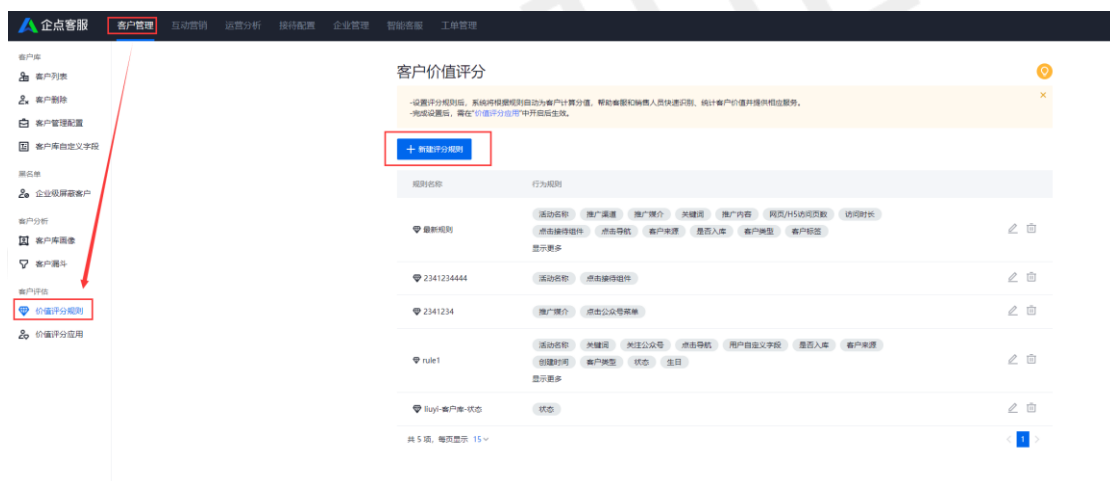 企点客服 客户管理 互动营销 运营分析 接待配置 企业管理 智能客服 工单管理
客户库
客户列表
客户删除
客户管理配置
客户库自定义字段
黑名单
企业级屏蔽客户
客户分析
客户库画像
客户漏斗
客户评估
价值评分规则
价值评分应用
客户价值评分
-设置评分规则后，系统将根据规则自动为客户计算分值，帮助客服和销售人员快速识别、统计客户价值并提供相应服务。
-完成设置后，需在"价值评分应用"中开启后生效。
+ 新建评分规则
规则名称 行为规则
最新规则
活动名称 推广渠道 推广媒介 关键词 推广内容 网页/H5访问页数 访问时长
点击接待组件 点击导航 客户来源 是否入库 客户类型 客户标签
显示更多
2341234444 活动名称 点击接待组件
2341234 推广媒介 点击公众号菜单
rule1
活动名称 关键词 关注公众号 点击导航 用户自定义字段 是否入库 客户来源
创建时间 客户类型 状态 生日
显示更多
liuyi-客户库-状态 状态
共 5 项，每页显示 15
1